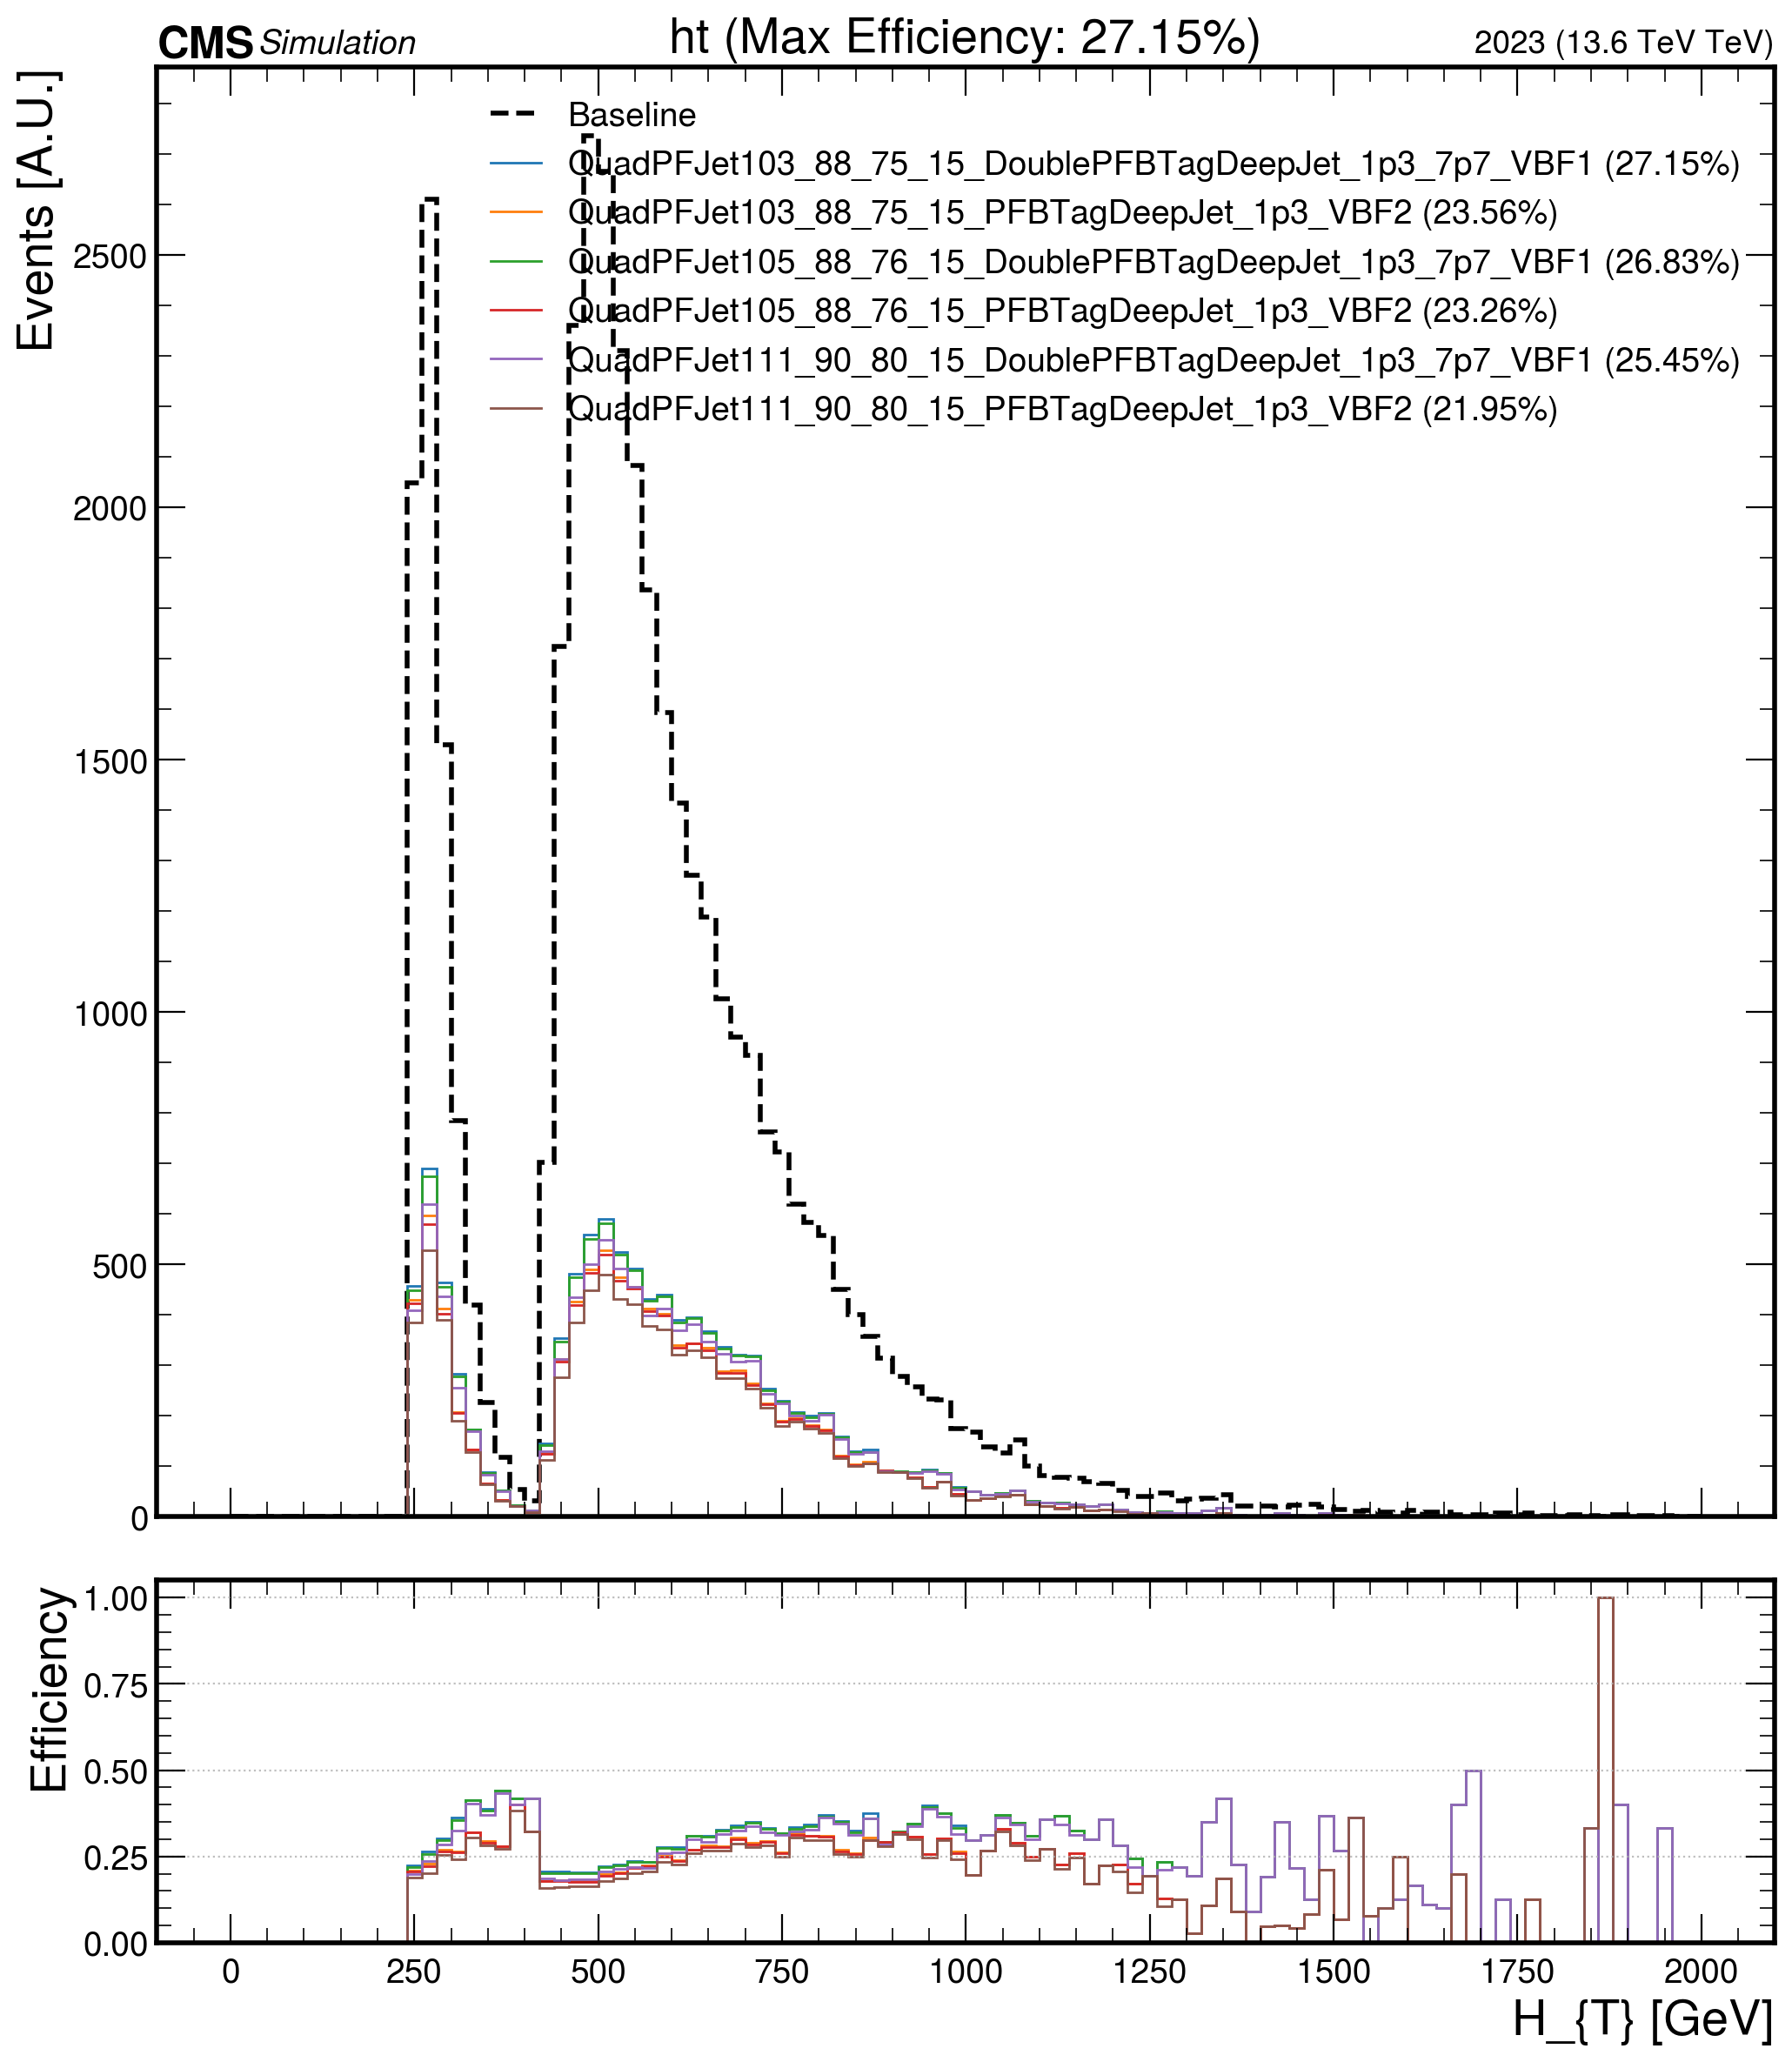 CMS Simulation ht (Max Efficiency: 27.15%) 2023 (13.6 TeV TeV)
Events [A.U.]
Baseline
QuadPFJet103_88_75_15_DoublePFBTagDeepJet_1p3_7p7_VBF1 (27.15%)
QuadPFJet103_88_75_15_PFBTagDeepJet_1p3_VBF2 (23.56%)
QuadPFJet105_88_76_15_DoublePFBTagDeepJet_1p3_7p7_VBF1 (26.83%)
QuadPFJet105_88_76_15_PFBTagDeepJet_1p3_VBF2 (23.26%)
QuadPFJet111_90_80_15_DoublePFBTagDeepJet_1p3_7p7_VBF1 (25.45%)
QuadPFJet111_90_80_15_PFBTagDeepJet_1p3_VBF2 (21.95%)
2500
2000
1500
1000
500
0
Efficiency
1.00
0.75
0.50
0.25
0.00
0 250 500 750 1000 1250 1500 1750 2000
H_{T} [GeV]